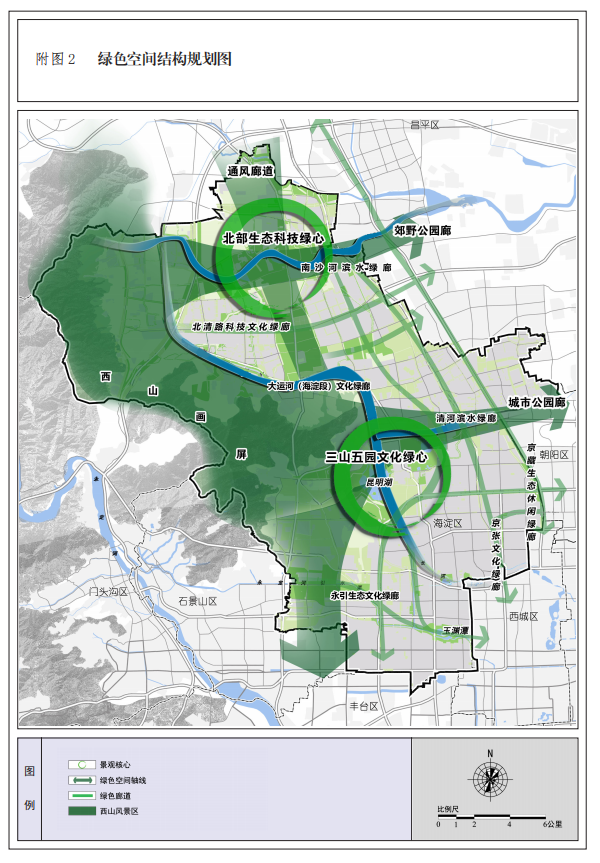 附图2 绿色空间结构规划图
昌平区
通风廊道
郊野公园廊
北部生态科技绿心
南沙河滨水绿廊
北清路科技文化绿廊
西山画屏
大运河（海淀段）文化绿廊
城市公园廊
清河滨水绿廊
三山五园文化绿心
京藏生态休闲绿廊
朝阳区
昆明湖
永定河
海淀区
京张文化绿廊
门头沟区
石景山区
永引生态文化绿廊
西城区
玉渊潭
丰台区
图例
景观核心
绿色空间轴线
绿色廊道
西山风景区
N
比例尺
0 1 2 4 6公里